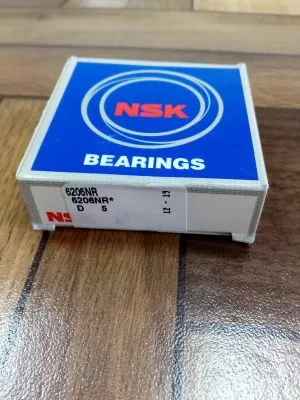 NSK
BEARINGS
6206NR
6206NR*
D 5
12 - 19
NS